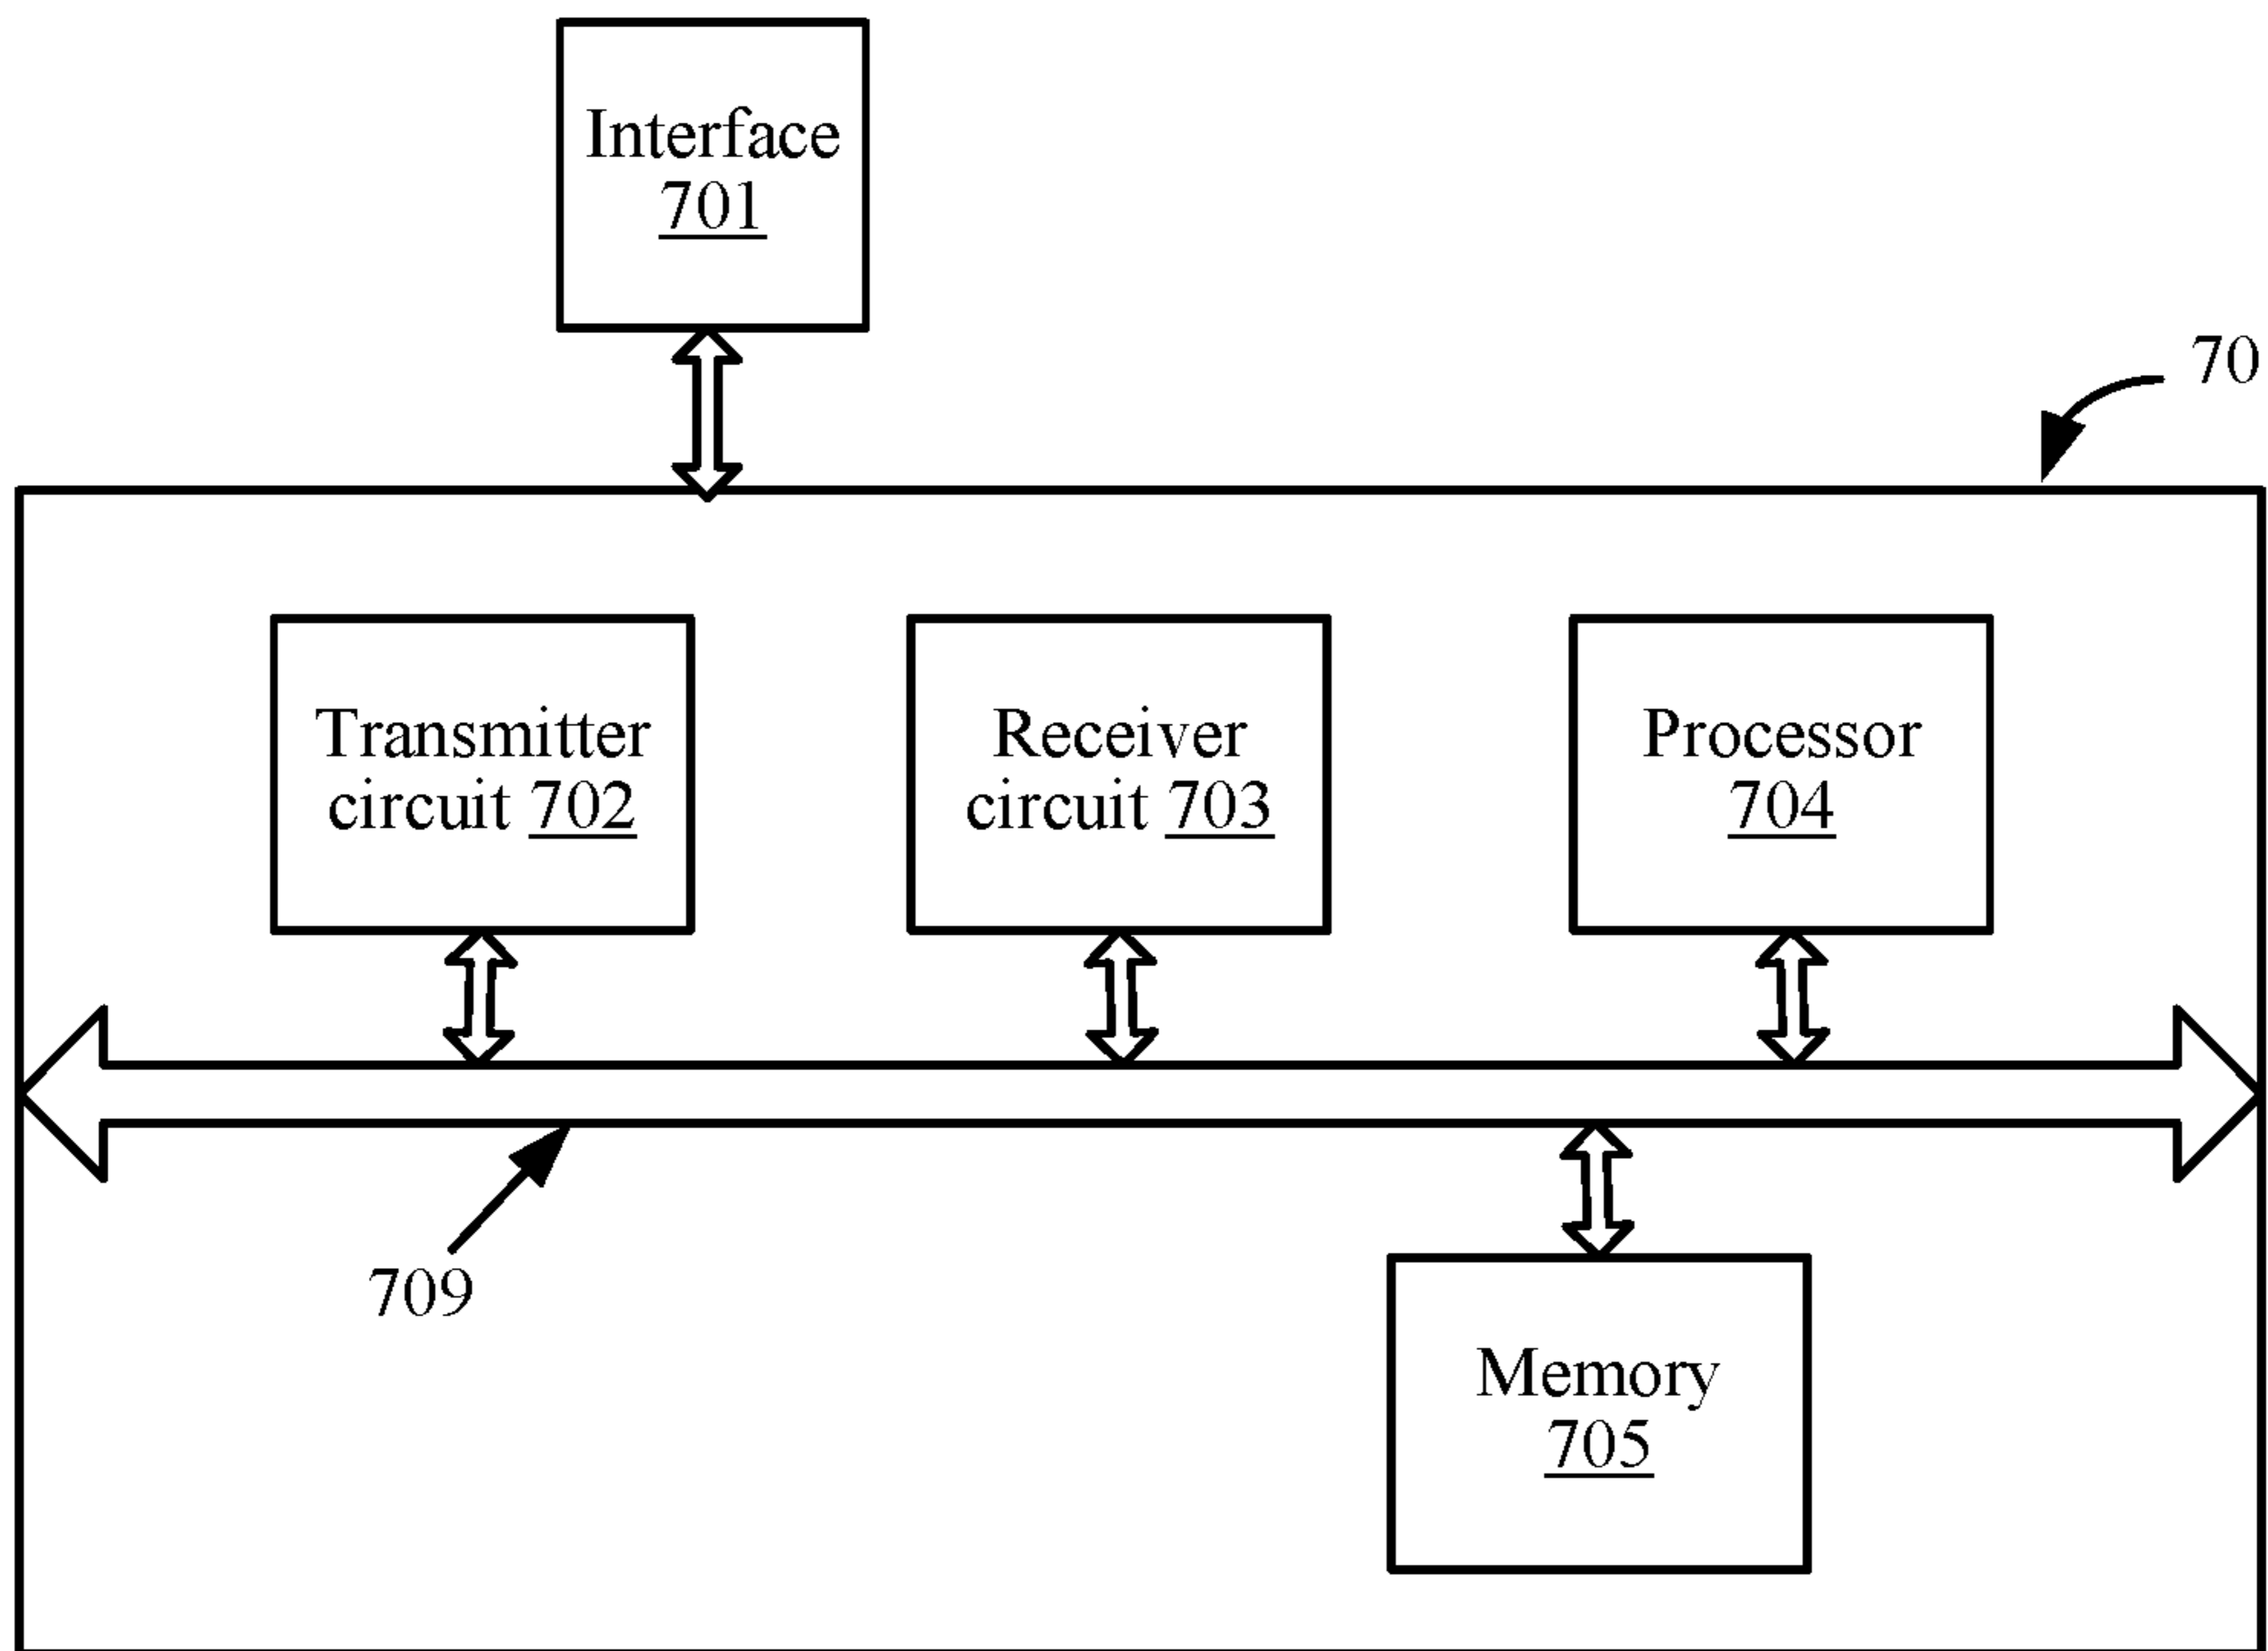 Interface
701
70
Transmitter
circuit 702
Receiver
circuit 703
Processor
704
709
Memory
705